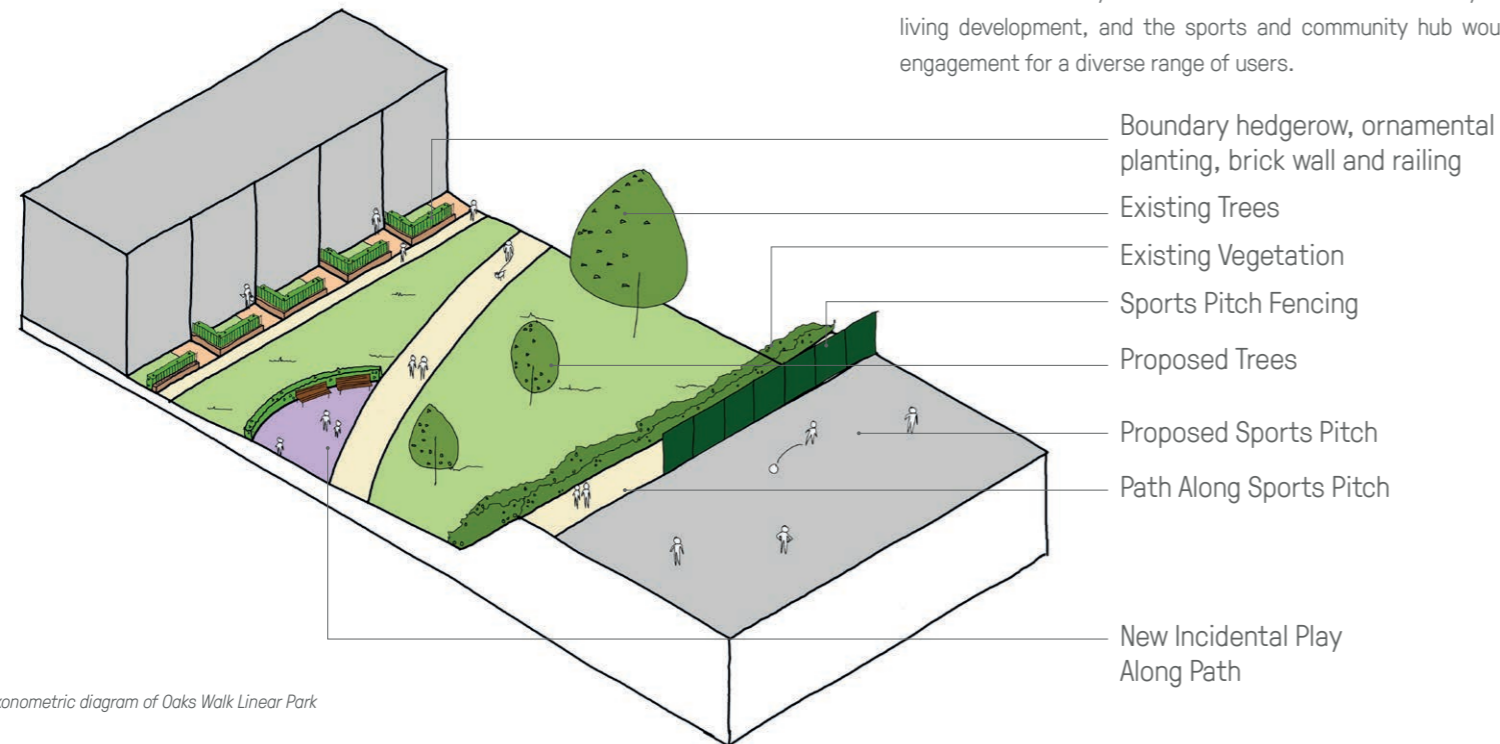 living development, and the sports and community hub wou
engagement for a diverse range of users.
Boundary hedgerow, ornamental
planting, brick wall and railing
Existing Trees
Existing Vegetation
Sports Pitch Fencing
Proposed Trees
Proposed Sports Pitch
Path Along Sports Pitch
New Incidental Play
Along Path
xonometric diagram of Oaks Walk Linear Park